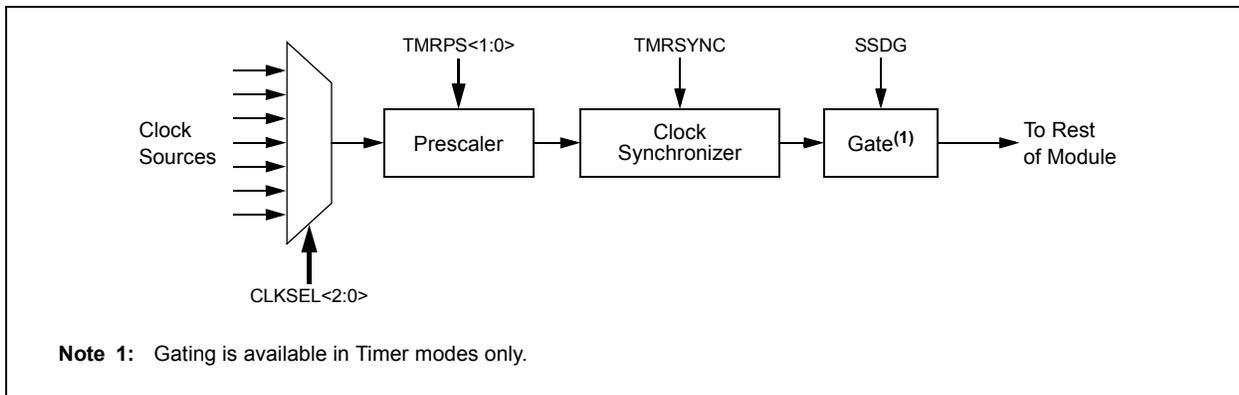 TMRPS<1:0>
TMRSYNC
SSDG
Clock
Sources
Prescaler
Clock
Synchronizer
Gate(1)
To Rest
of Module
CLKSEL<2:0>
Note 1: Gating is available in Timer modes only.